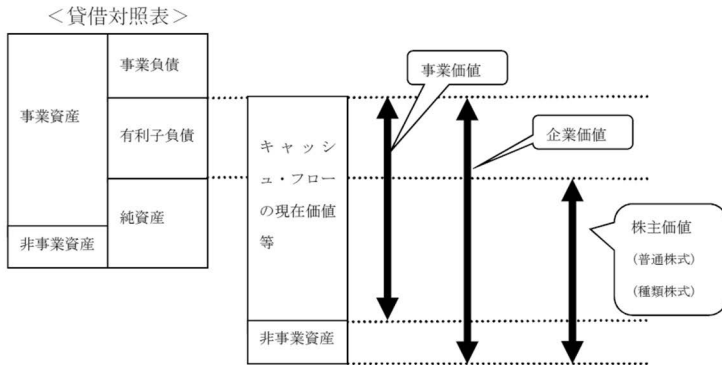 ＜貸借対照表＞
事業資産
非事業資産
事業負債
有利子負債
純資産
キャッシ
ュ・フロー
の現在価値
等
非事業資産
事業価値
企業価値
株主価値
（普通株式）
（種類株式）